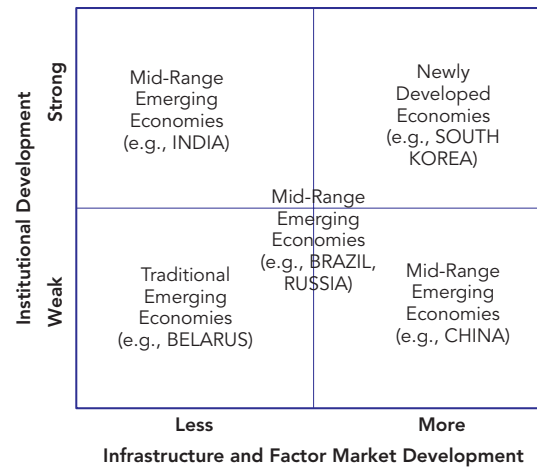 Institutional Development
Strong
Weak
Mid-Range
Emerging
Economies
(e.g., INDIA)
Newly
Developed
Economies
(e.g., SOUTH
KOREA)
Mid-Range
Emerging
Economies
(e.g., BRAZIL,
RUSSIA)
Traditional
Emerging
Economies
(e.g., BELARUS)
Mid-Range
Emerging
Economies
(e.g., CHINA)
Less
More
Infrastructure and Factor Market Development